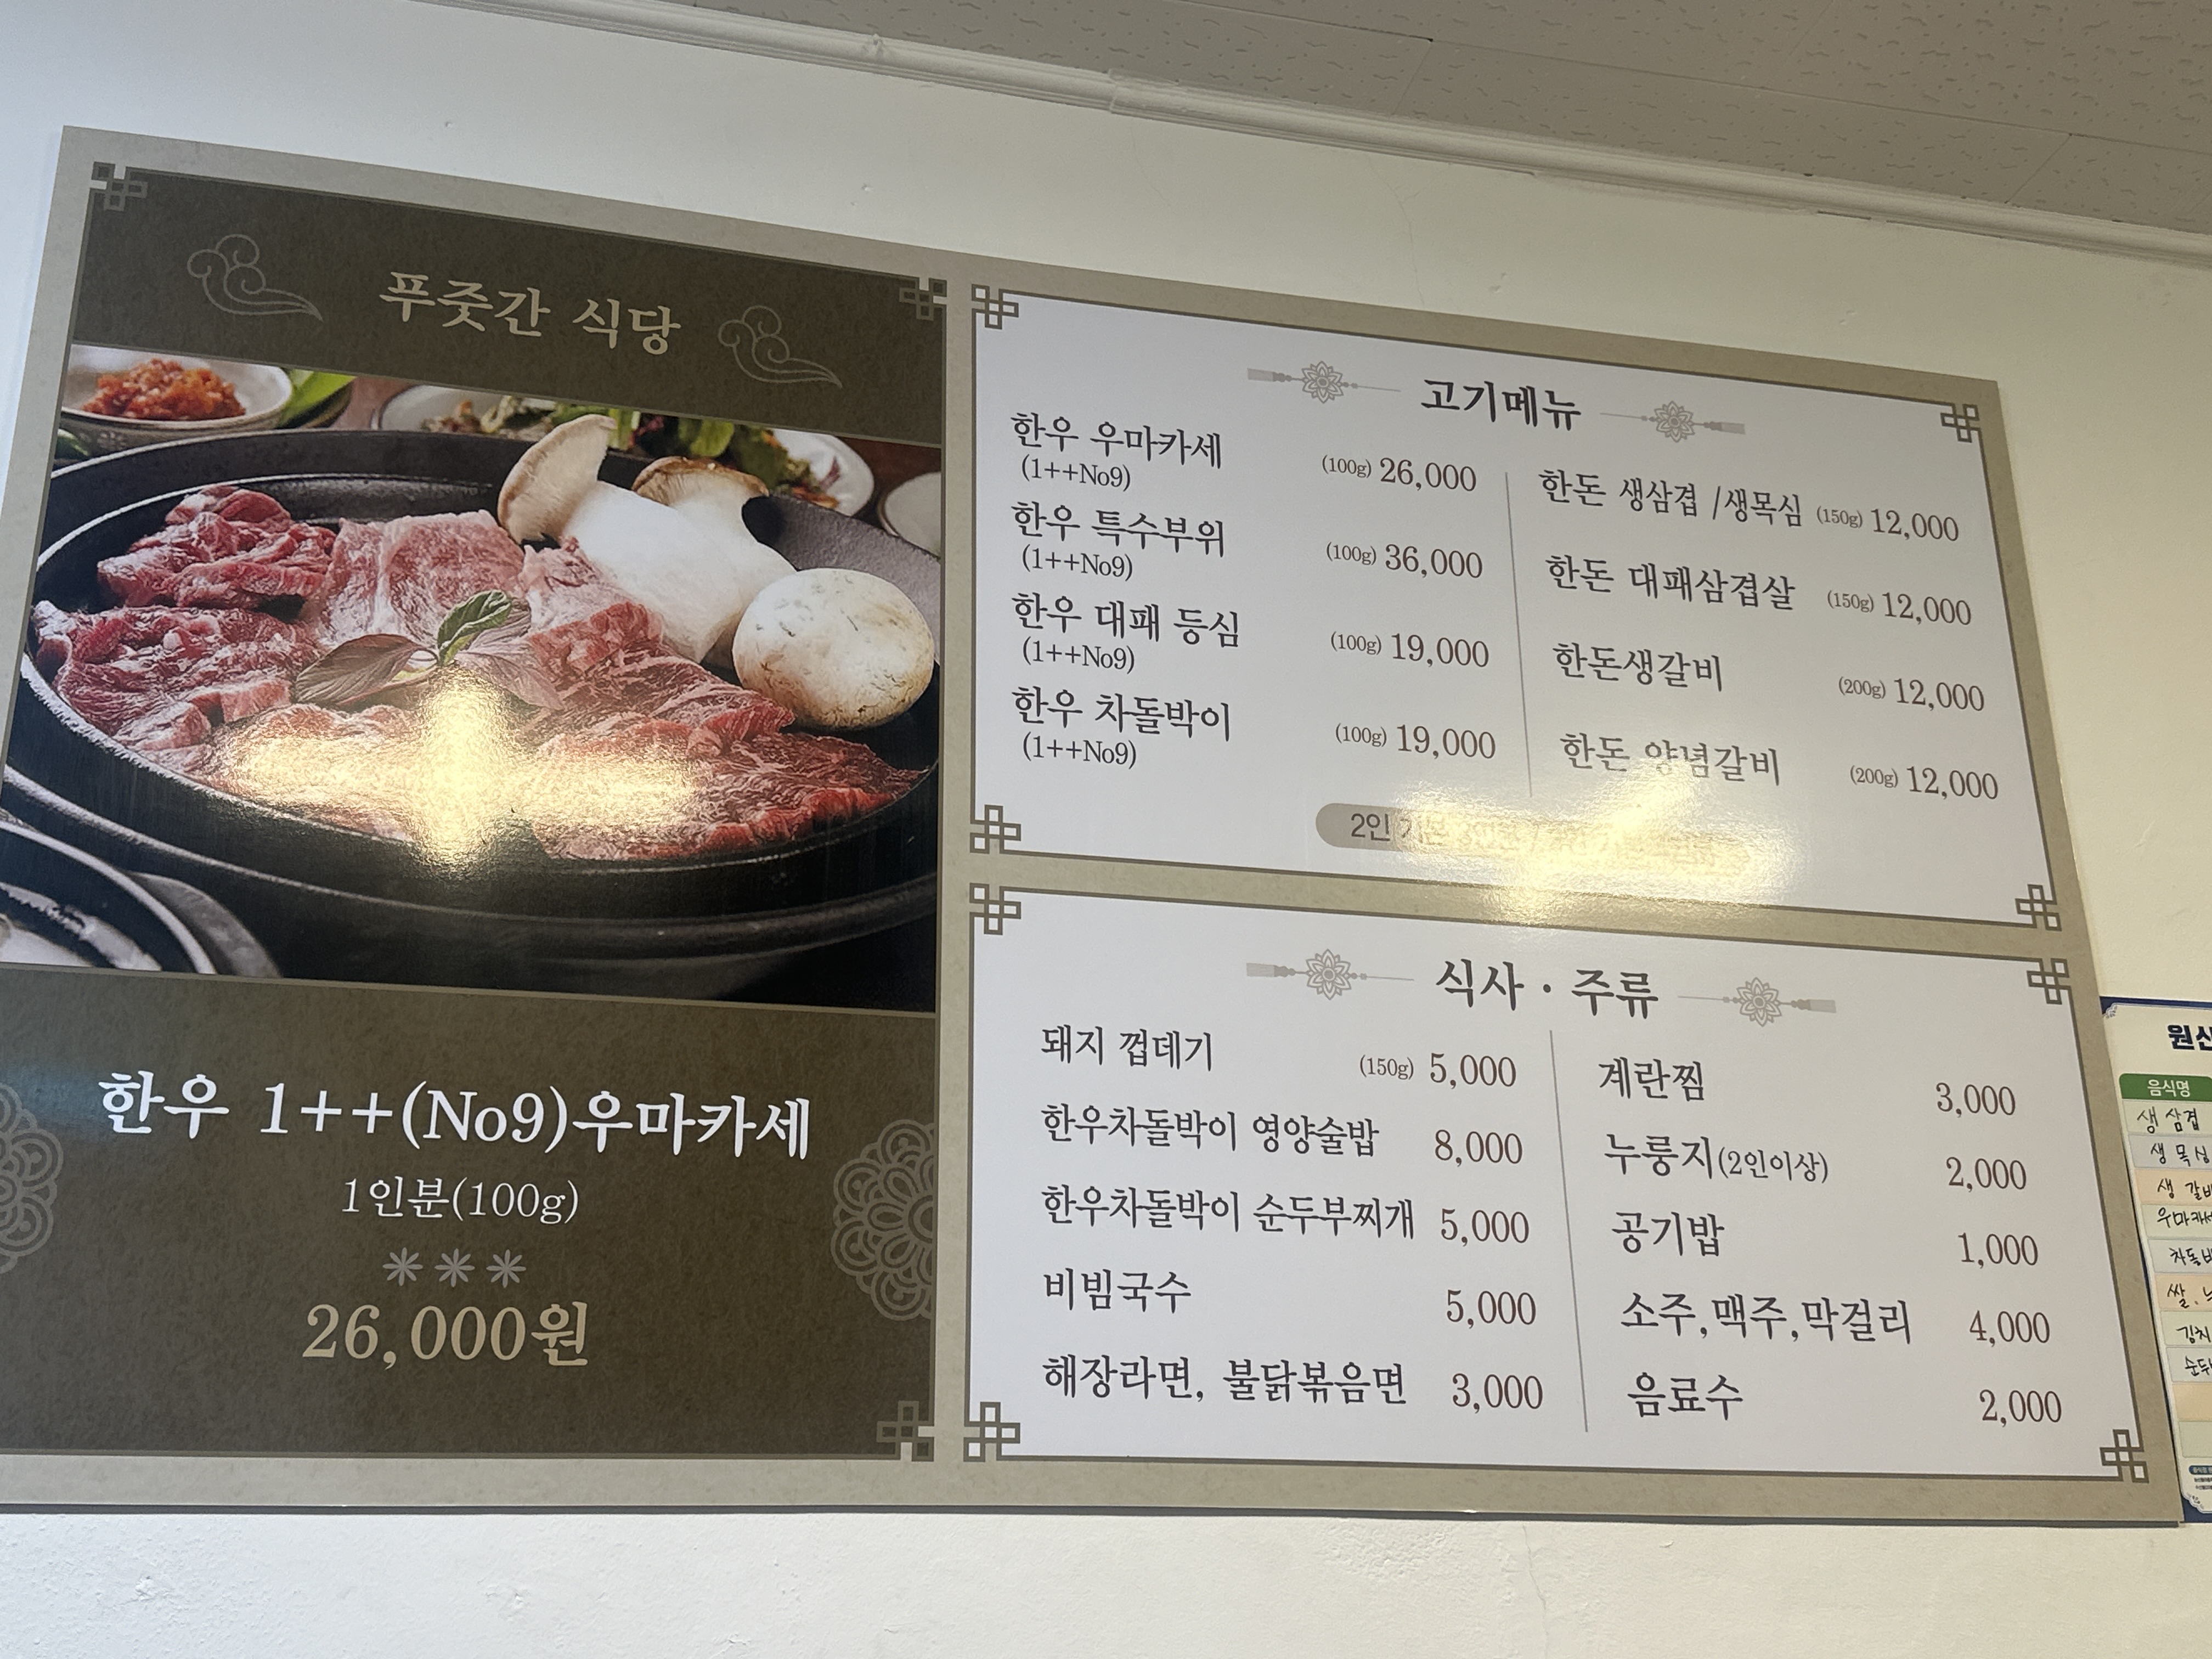 푸줏간 식당
한우 1++(No9)우마카세
1인분(100g)
26,000원
고기메뉴
한우 우마카세 (100g) 26,000
(1++No9)
한우 특수부위 (100g) 36,000
(1++No9)
한우 대패 등심 (100g) 19,000
(1++No9)
한우 차돌박이 (100g) 19,000
(1++No9)
한돈 생삼겹 /생목심 (150g) 12,000
한돈 대패삼겹살 (150g) 12,000
한돈생갈비 (200g) 12,000
한돈 양념갈비 (200g) 12,000
2인
식사 · 주류
돼지 껍데기 (150g) 5,000
한우차돌박이 영양술밥 8,000
한우차돌박이 순두부찌개 5,000
비빔국수 5,000
해장라면, 불닭볶음면 3,000
계란찜 3,000
누룽지(2인이상) 2,000
공기밥 1,000
소주,맥주,막걸리 4,000
음료수 2,000
음식명
생 삼겹